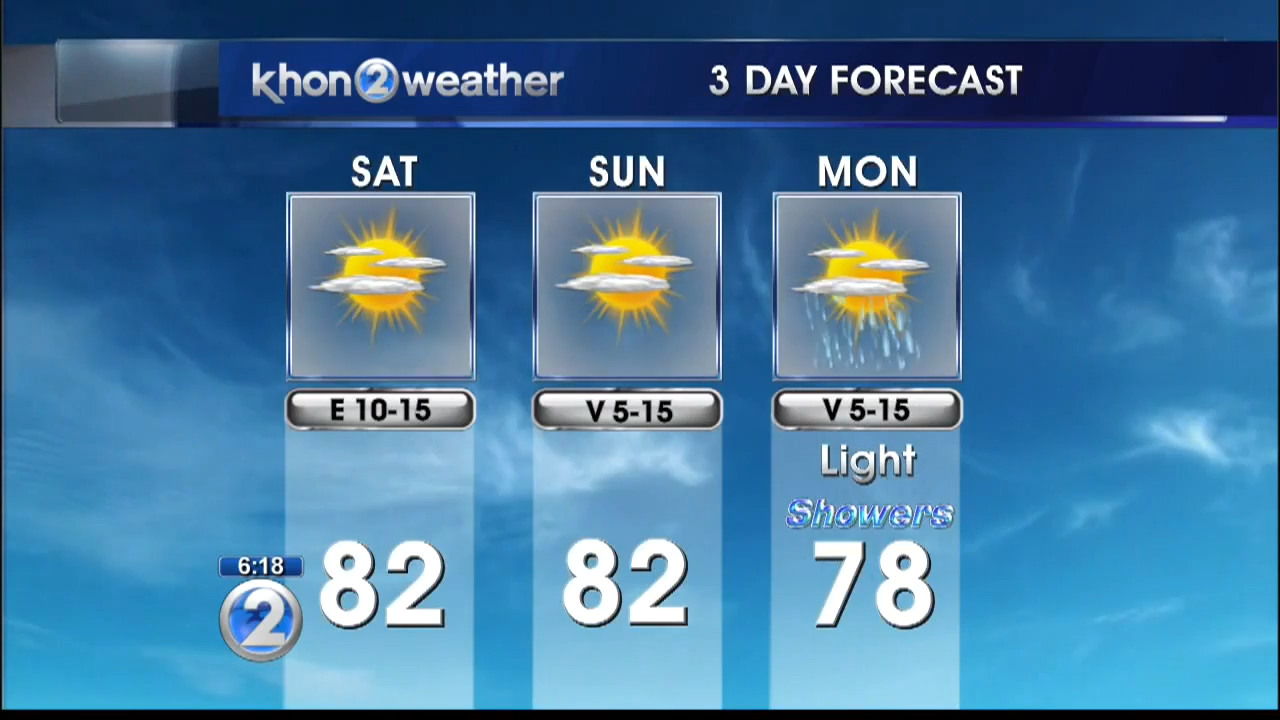 khon2weather 3 DAY FORECAST
SAT SUN MON
E 10-15 V 5-15 V 5-15
Light
Showers
6:18
2
82 82 78